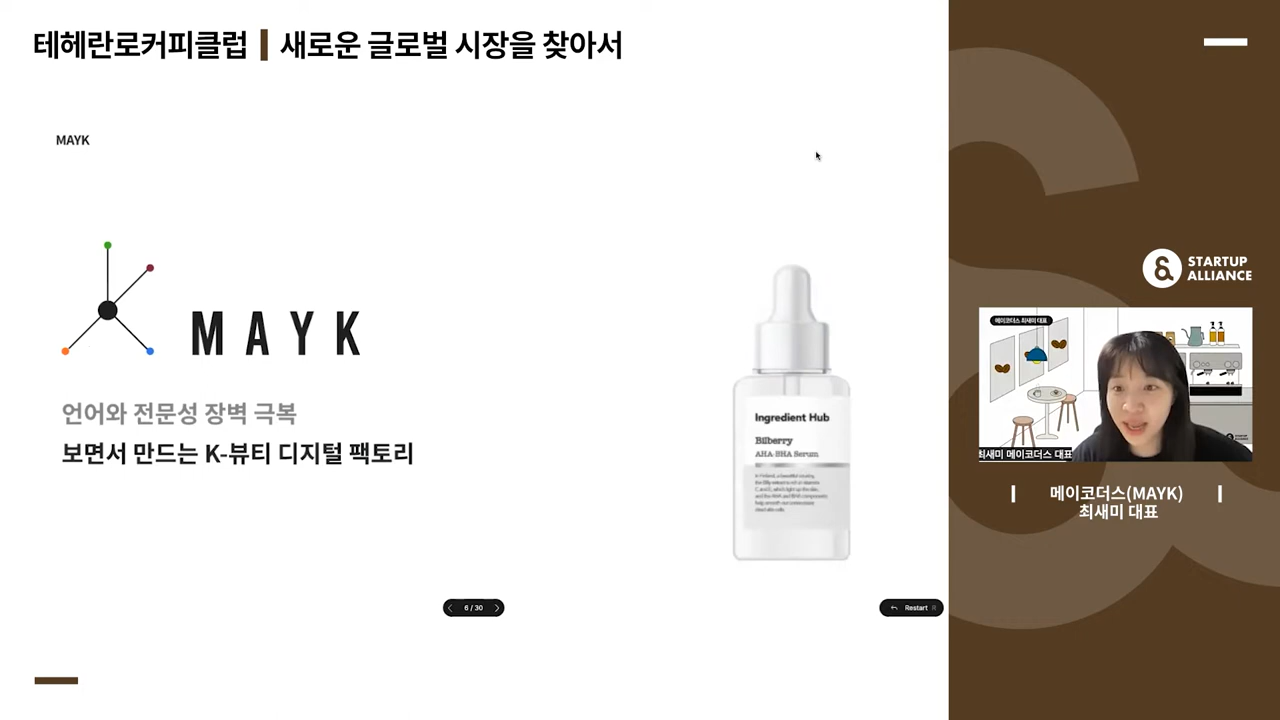 테헤란로커피클럽 | 새로운 글로벌 시장을 찾아서
MAYK
MAYK
언어와 전문성 장벽 극복
보면서 만드는 K-뷰티 디지털 팩토리
Ingredient Hub
Bilberry
AHA·BHA Serum
6 / 30
Restart R
STARTUP
ALLIANCE
메이코더스 최새미 대표
최새미 메이코더스 대표
메이코더스(MAYK)
최새미 대표